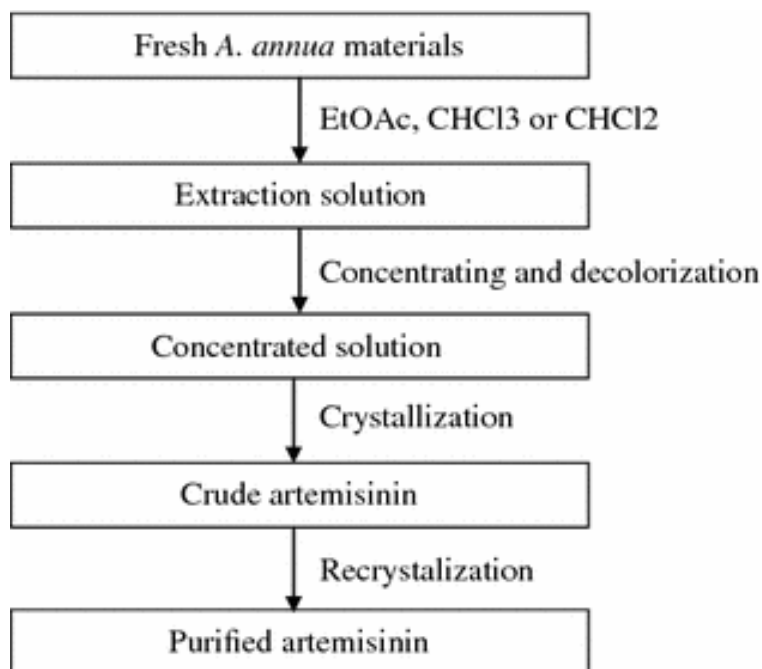 Fresh A. annua materials
EtOAc, CHCl3 or CHCl2
Extraction solution
Concentrating and decolorization
Concentrated solution
Crystallization
Crude artemisinin
Recrystalization
Purified artemisinin